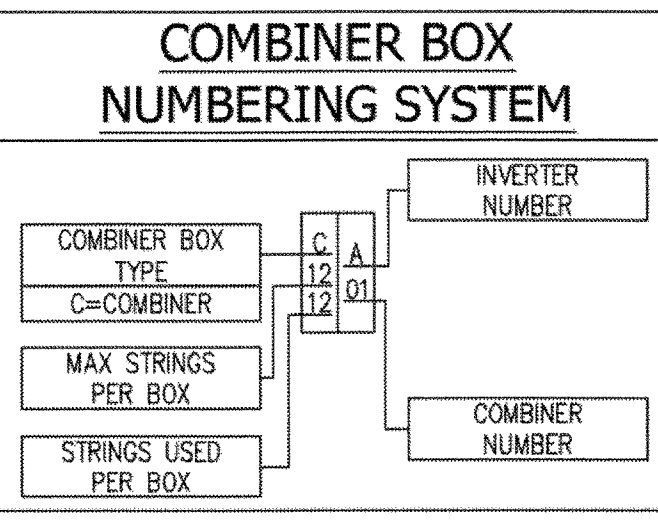 COMBINER BOX
NUMBERING SYSTEM
INVERTER
NUMBER
COMBINER BOX
TYPE
C=COMBINER
C
12
12
A
01
MAX STRINGS
PER BOX
STRINGS USED
PER BOX
COMBINER
NUMBER